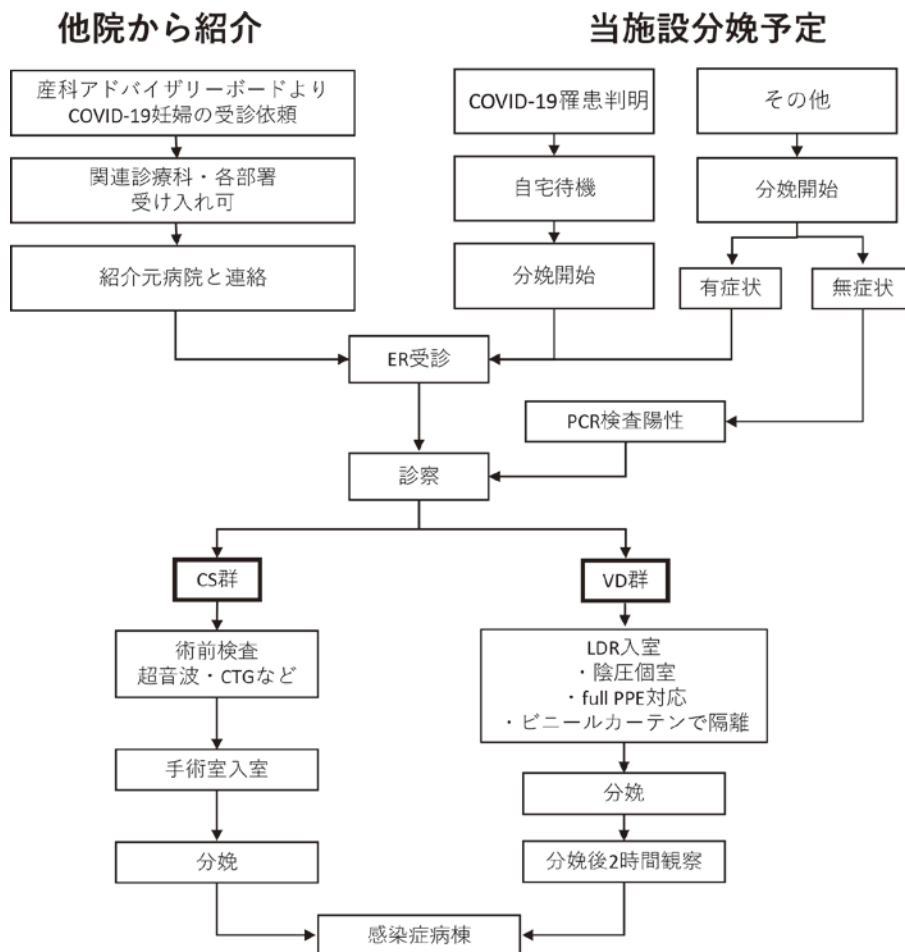 他院から紹介
当施設分娩予定
産科アドバイザリーボードより
COVID-19妊婦の受診依頼
COVID-19罹患判明
その他
関連診療科・各部署
受け入れ可
自宅待機
分娩開始
紹介元病院と連絡
分娩開始
有症状
無症状
ER受診
PCR検査陽性
診察
CS群
VD群
術前検査
超音波・CTGなど
LDR入室
・陰圧個室
・full PPE対応
・ビニールカーテンで隔離
手術室入室
分娩
分娩
分娩後2時間観察
感染症病棟